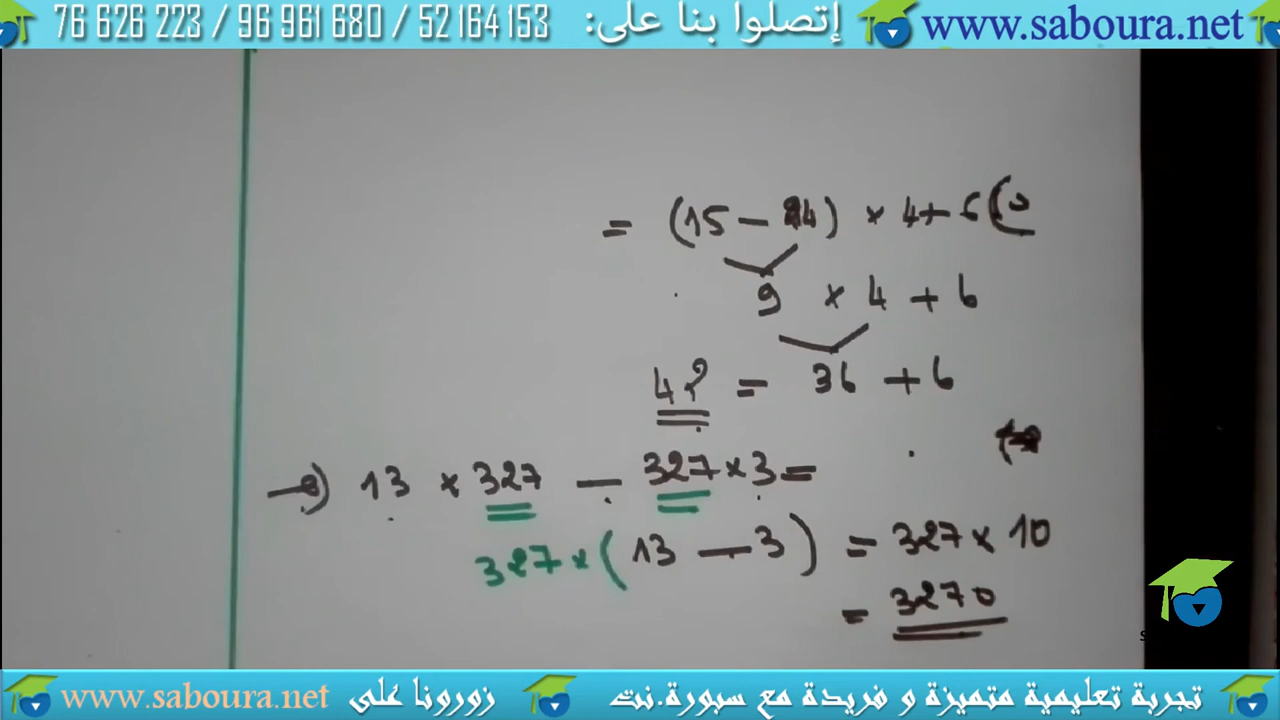 76 626 223 / 96 961 680 / 52 164 153 إتصلوا بنا على: www.saboura.net
= (15 - 4) × 4 + 6
9 × 4 + 6
42 = 36 + 6
13 × 327 - 327 × 3 =
327 × (13 - 3) = 327 × 10
= 3270
تجربة تعليمية متميزة و فريدة مع سبورة.نت زورونا على www.saboura.net